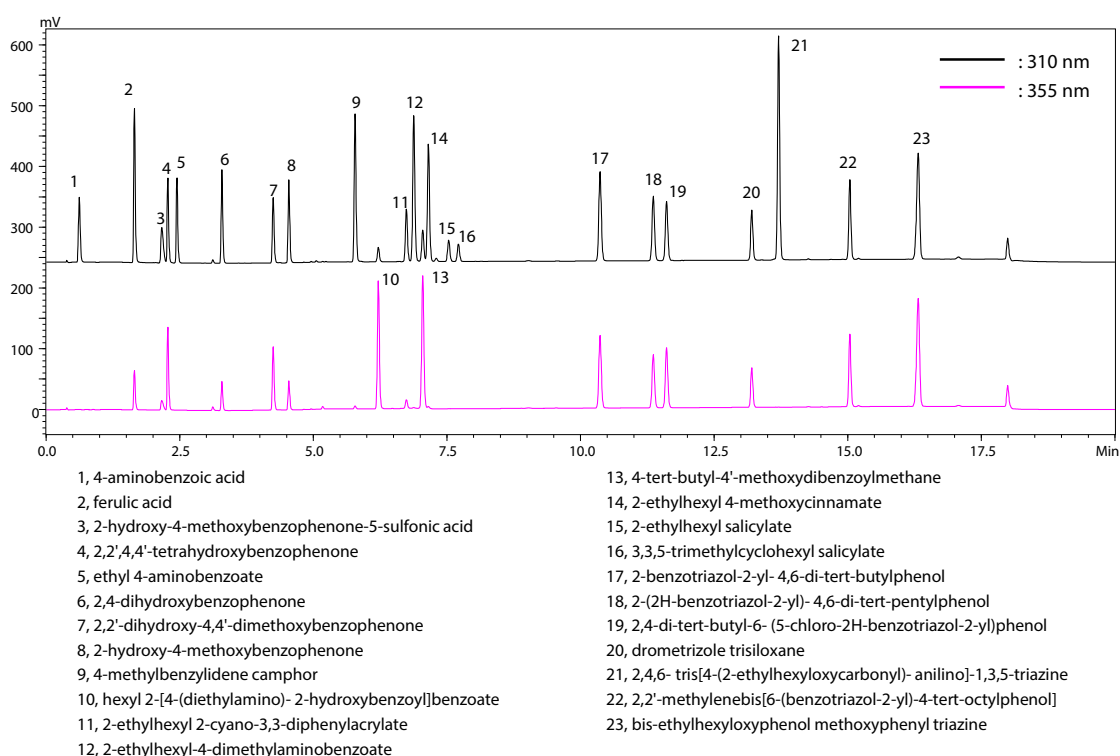 mV
600
500
400
300
200
100
0
1
2
3
4
5
6
7
8
9
10
11
12
13
14
15
16
17
18
19
20
21
22
23
: 310 nm
: 355 nm
0.0 2.5 5.0 7.5 10.0 12.5 15.0 17.5 Min
1, 4-aminobenzoic acid
2, ferulic acid
3, 2-hydroxy-4-methoxybenzophenone-5-sulfonic acid
4, 2,2',4,4'-tetrahydroxybenzophenone
5, ethyl 4-aminobenzoate
6, 2,4-dihydroxybenzophenone
7, 2,2'-dihydroxy-4,4'-dimethoxybenzophenone
8, 2-hydroxy-4-methoxybenzophenone
9, 4-methylbenzylidene camphor
10, hexyl 2-[4-(diethylamino)- 2-hydroxybenzoyl]benzoate
11, 2-ethylhexyl 2-cyano-3,3-diphenylacrylate
12, 2-ethylhexyl-4-dimethylaminobenzoate
13, 4-tert-butyl-4'-methoxydibenzoylmethane
14, 2-ethylhexyl 4-methoxycinnamate
15, 2-ethylhexyl salicylate
16, 3,3,5-trimethylcyclohexyl salicylate
17, 2-benzotriazol-2-yl- 4,6-di-tert-butylphenol
18, 2-(2H-benzotriazol-2-yl)- 4,6-di-tert-pentylphenol
19, 2,4-di-tert-butyl-6- (5-chloro-2H-benzotriazol-2-yl)phenol
20, drometrizole trisiloxane
21, 2,4,6- tris[4-(2-ethylhexyloxycarbonyl)- anilino]-1,3,5-triazine
22, 2,2'-methylenebis[6-(benzotriazol-2-yl)-4-tert-octylphenol]
23, bis-ethylhexyloxyphenol methoxyphenyl triazine